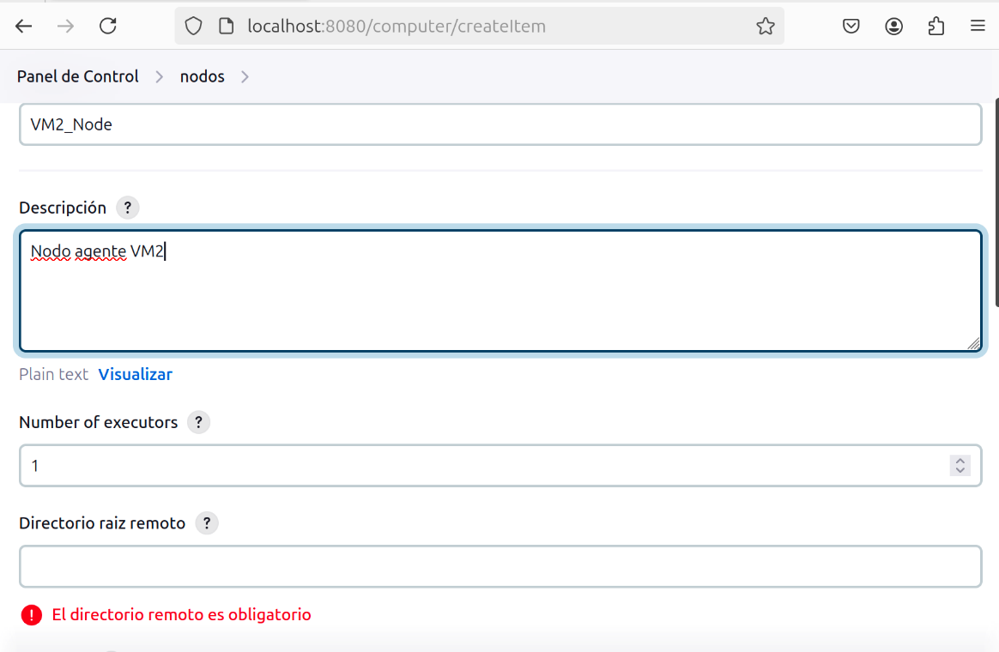 localhost:8080/computer/createItem
Panel de Control > nodos >
VM2_Node
Descripción ?
Nodo agente VM2
Plain text Visualizar
Number of executors ?
1
Directorio raiz remoto ?
El directorio remoto es obligatorio